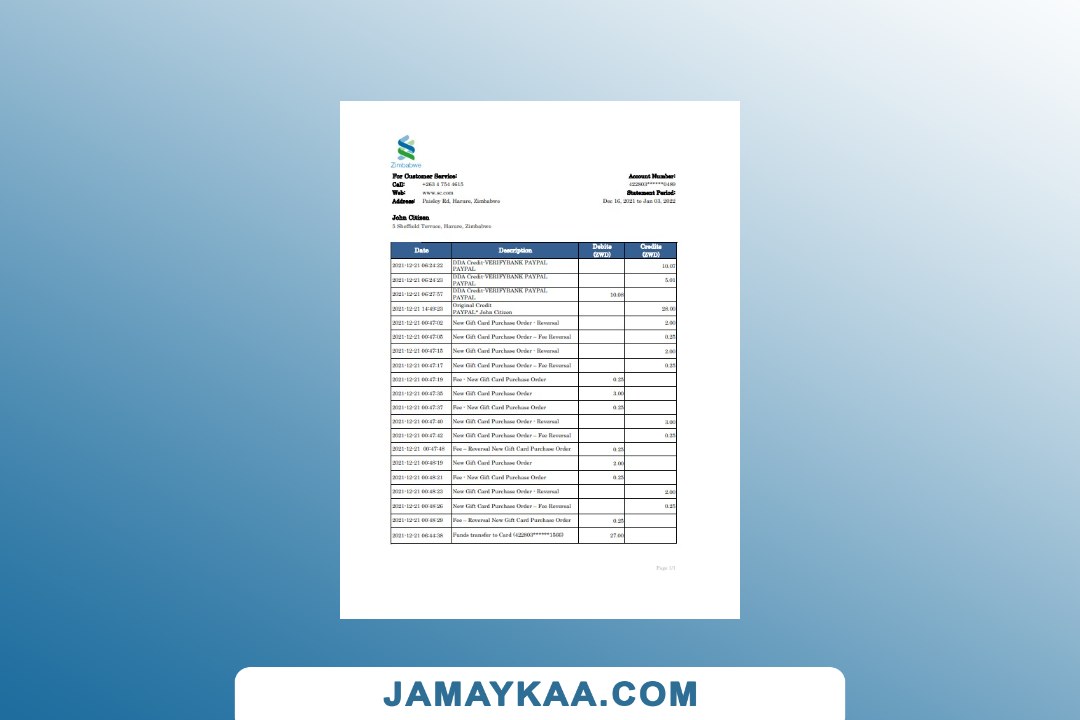 Zimbabwe
For Customer Service:
Call: +263 4 754 4615
Web: www.sc.com
Address: Paisley Rd, Harare, Zimbabwe
Account Number:
422803******0480
Statement Period:
Dec 16, 2021 to Jan 03, 2022
John Citizen
5 Sheffield Terrace, Harare, Zimbabwe
Date Description Debits (ZWD) Credits (ZWD)
2021-12-21 06:24:22 DDA Credit-VERIFYBANK PAYPAL PAYPAL 10.07
2021-12-21 06:24:23 DDA Credit-VERIFYBANK PAYPAL PAYPAL 5.01
2021-12-21 06:27:57 DDA Credit-VERIFYBANK PAYPAL PAYPAL 10.08
2021-12-21 14:49:23 Original Credit PAYPAL* John Citizen 28.00
2021-12-21 00:47:02 New Gift Card Purchase Order - Reversal 2.00
2021-12-21 00:47:05 New Gift Card Purchase Order – Fee Reversal 0.25
2021-12-21 00:47:15 New Gift Card Purchase Order - Reversal 2.00
2021-12-21 00:47:17 New Gift Card Purchase Order – Fee Reversal 0.25
2021-12-21 00:47:19 Fee - New Gift Card Purchase Order 0.25
2021-12-21 00:47:35 New Gift Card Purchase Order 3.00
2021-12-21 00:47:37 Fee - New Gift Card Purchase Order 0.25
2021-12-21 00:47:40 New Gift Card Purchase Order - Reversal 3.00
2021-12-21 00:47:42 New Gift Card Purchase Order – Fee Reversal 0.25
2021-12-21 00:47:48 Fee – Reversal New Gift Card Purchase Order 0.25
2021-12-21 00:48:19 New Gift Card Purchase Order 2.00
2021-12-21 00:48:21 Fee - New Gift Card Purchase Order 0.25
2021-12-21 00:48:23 New Gift Card Purchase Order - Reversal 2.00
2021-12-21 00:48:26 New Gift Card Purchase Order – Fee Reversal 0.25
2021-12-21 00:48:29 Fee – Reversal New Gift Card Purchase Order 0.25
2021-12-21 06:44:38 Funds transfer to Card 27.00
JAMAYKAA.COM